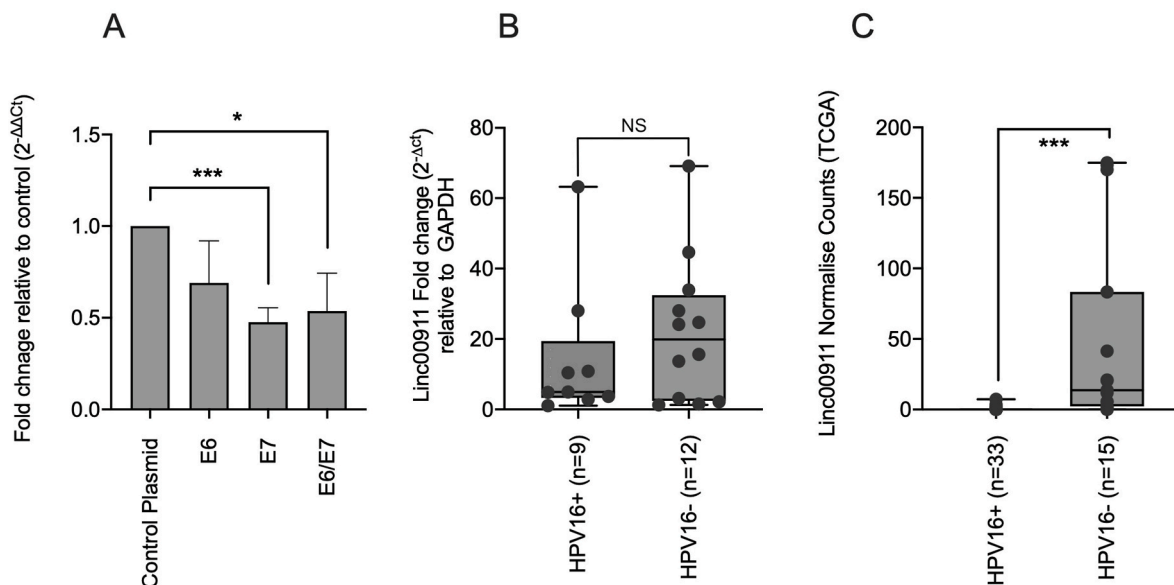 A
Fold chnage relative to control (2-ΔΔCt)
1.5
1.0
0.5
0.0
*
***
Control Plasmid
E6
E7
E6/E7
B
Linc00911 Fold change (2-Δct)
relative to GAPDH
80
60
40
20
0
NS
HPV16+ (n=9)
HPV16- (n=12)
C
Linc00911 Normalise Counts (TCGA)
200
150
100
50
0
***
HPV16+ (n=33)
HPV16- (n=15)